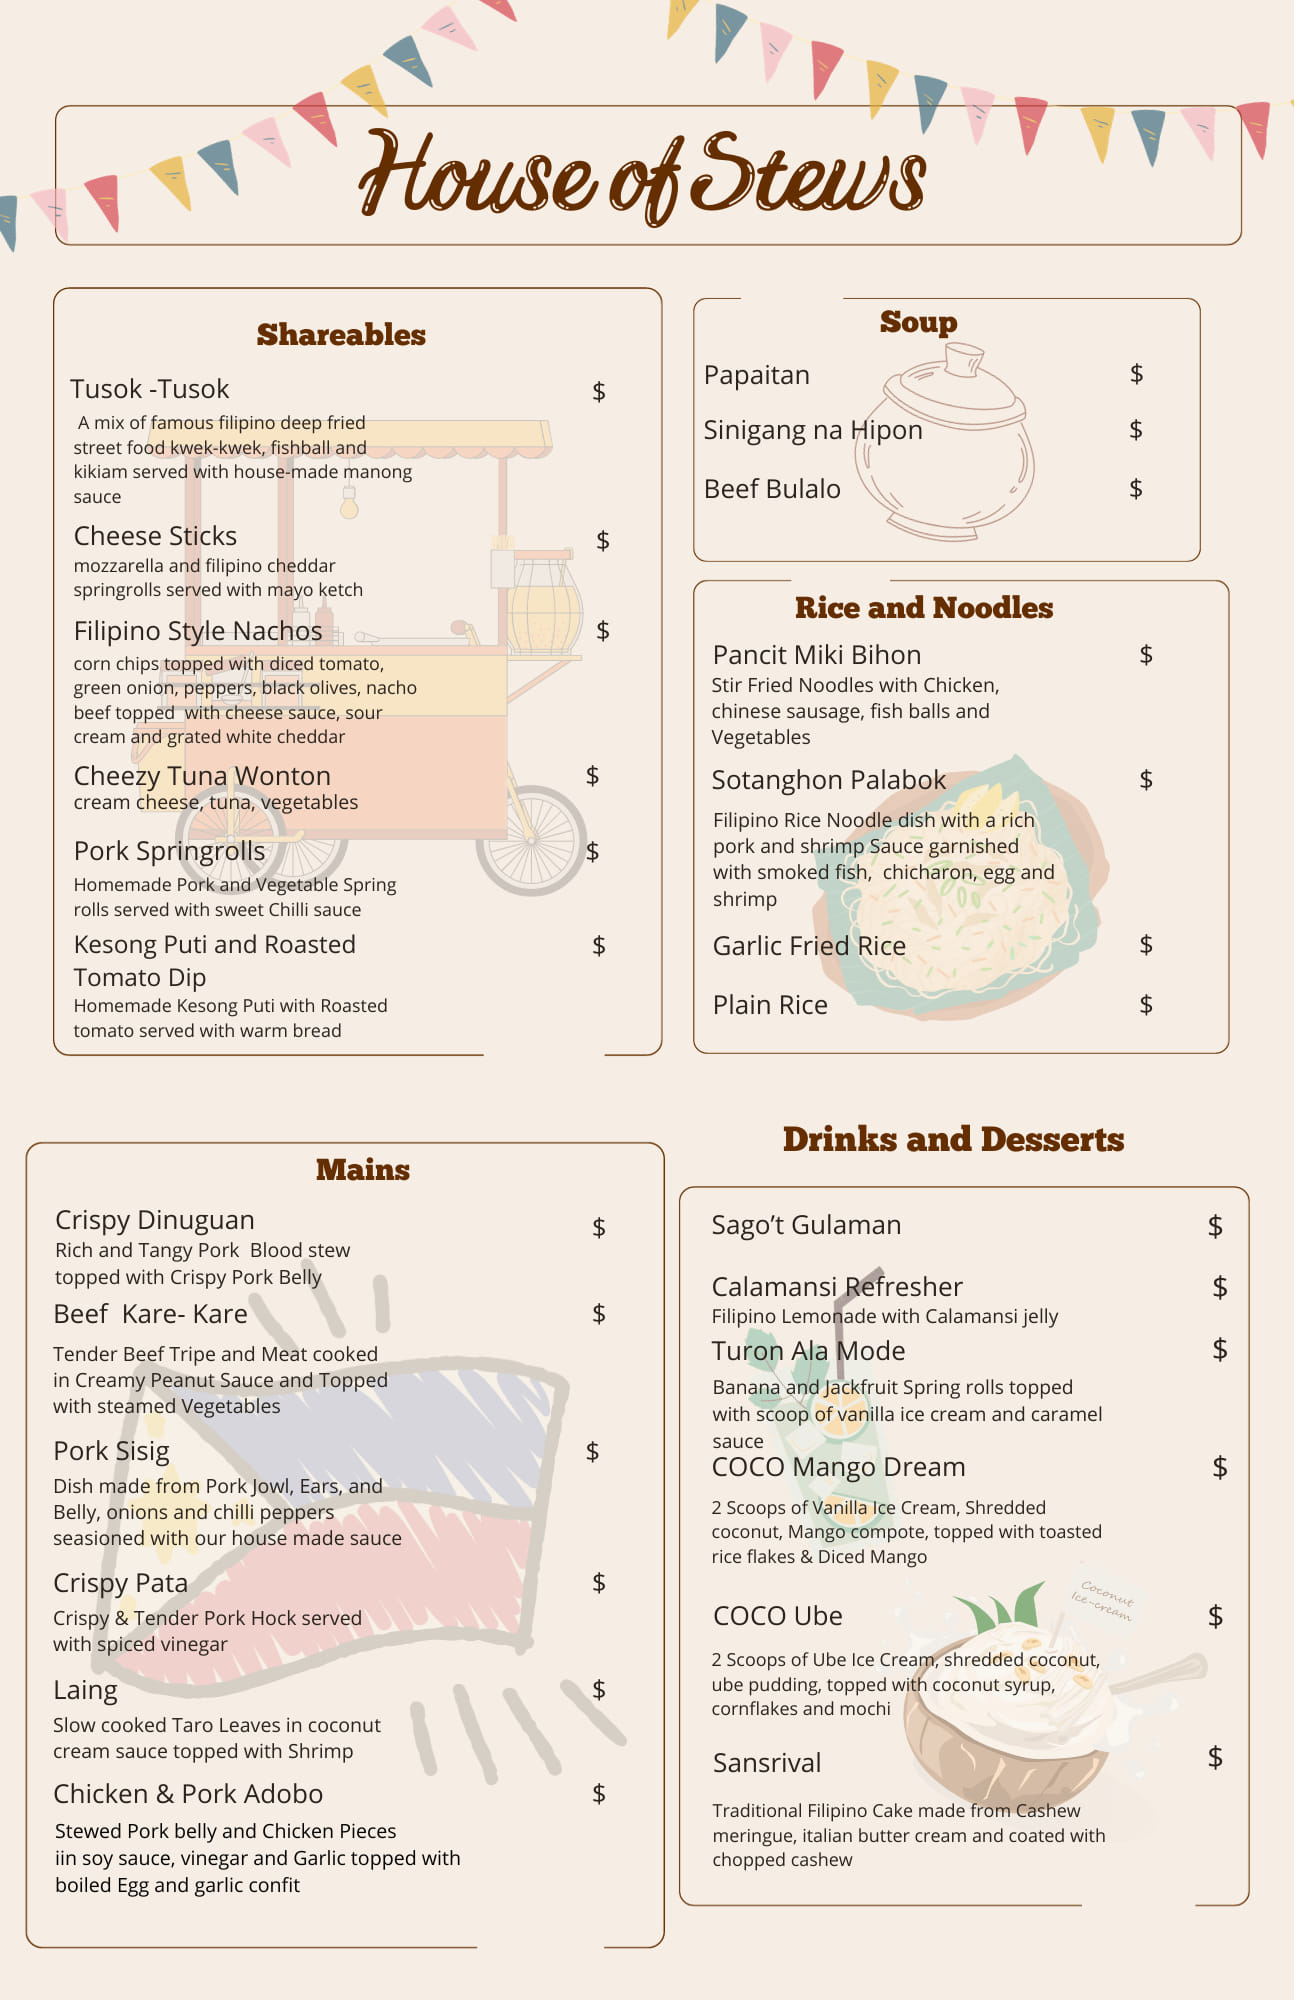 House of Stews
Shareables
Tusok -Tusok $
A mix of famous filipino deep fried
street food kwek-kwek, fishball and
kikiam served with house-made manong
sauce
Cheese Sticks $
mozzarella and filipino cheddar
springrolls served with mayo ketch
Filipino Style Nachos $
corn chips topped with diced tomato,
green onion, peppers, black olives, nacho
beef topped with cheese sauce, sour
cream and grated white cheddar
Cheezy Tuna Wonton $
cream cheese, tuna, vegetables
Pork Springrolls $
Homemade Pork and Vegetable Spring
rolls served with sweet Chilli sauce
Kesong Puti and Roasted $
Tomato Dip
Homemade Kesong Puti with Roasted
tomato served with warm bread
Soup
Papaitan $
Sinigang na Hipon $
Beef Bulalo $
Rice and Noodles
Pancit Miki Bihon $
Stir Fried Noodles with Chicken,
chinese sausage, fish balls and
Vegetables
Sotanghon Palabok $
Filipino Rice Noodle dish with a rich
pork and shrimp Sauce garnished
with smoked fish, chicharon, egg and
shrimp
Garlic Fried Rice $
Plain Rice $
Mains
Crispy Dinuguan $
Rich and Tangy Pork Blood stew
topped with Crispy Pork Belly
Beef Kare- Kare $
Tender Beef Tripe and Meat cooked
in Creamy Peanut Sauce and Topped
with steamed Vegetables
Pork Sisig $
Dish made from Pork Jowl, Ears, and
Belly, onions and chilli peppers
seasioned with our house made sauce
Crispy Pata $
Crispy & Tender Pork Hock served
with spiced vinegar
Laing $
Slow cooked Taro Leaves in coconut
cream sauce topped with Shrimp
Chicken & Pork Adobo $
Stewed Pork belly and Chicken Pieces
iin soy sauce, vinegar and Garlic topped with
boiled Egg and garlic confit
Drinks and Desserts
Sago’t Gulaman $
Calamansi Refresher $
Filipino Lemonade with Calamansi jelly
Turon Ala Mode $
Banana and Jackfruit Spring rolls topped
with scoop of vanilla ice cream and caramel
sauce
COCO Mango Dream $
2 Scoops of Vanilla Ice Cream, Shredded
coconut, Mango compote, topped with toasted
rice flakes & Diced Mango
Coconut
Ice-cream
COCO Ube $
2 Scoops of Ube Ice Cream, shredded coconut,
ube pudding, topped with coconut syrup,
cornflakes and mochi
Sansrival $
Traditional Filipino Cake made from Cashew
meringue, italian butter cream and coated with
chopped cashew